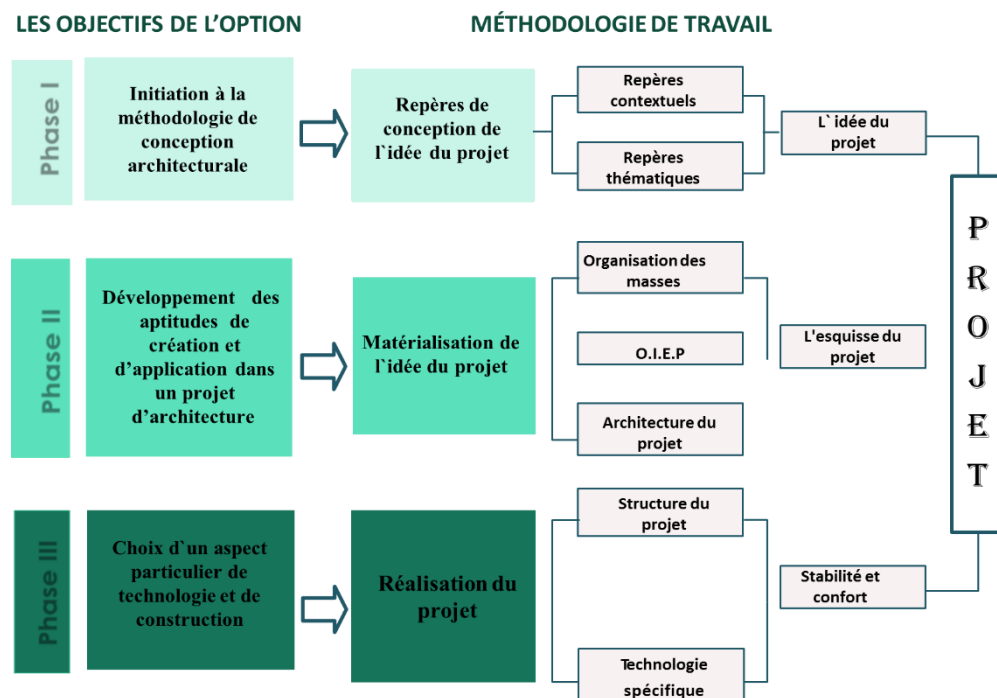 LES OBJECTIFS DE L’OPTION
MÉTHODOLOGIE DE TRAVAIL
Phase I
Initiation à la
méthodologie de
conception
architecturale
Repères de
conception de
l`idée du projet
Repères
contextuels
Repères
thématiques
L` idée du
projet
Phase II
Développement des
aptitudes de
création et
d’application dans
un projet
d’architecture
Matérialisation de
l`idée du projet
Organisation des
masses
O.I.E.P
Architecture du
projet
L'esquisse du
projet
Phase III
Choix d`un aspect
particulier de
technologie et de
construction
Réalisation du
projet
Structure du
projet
Technologie
spécifique
Stabilité et
confort
PROJET